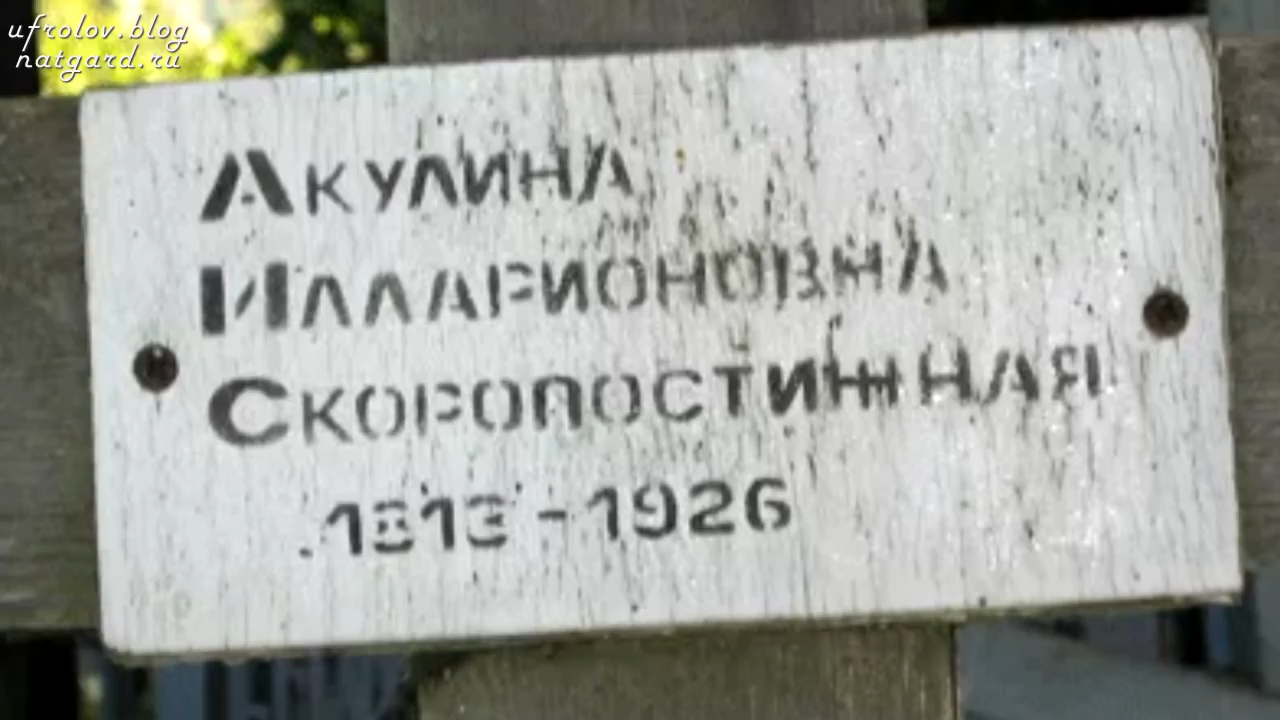 ufrolov.blog
natgard.ru
Акулина
Илларионовна
Скоропостижная
1813-1926